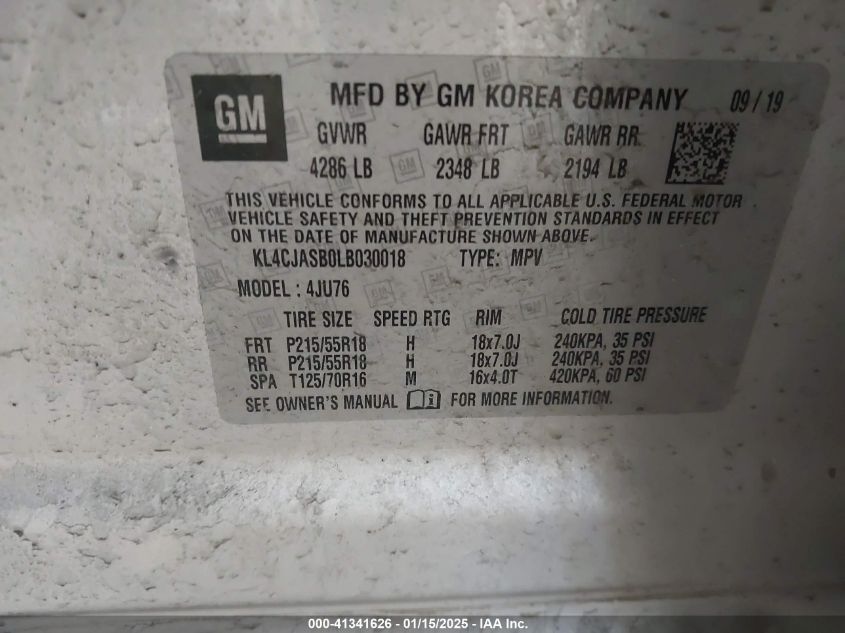 GM MFD BY GM KOREA COMPANY 09/19
GVWR GAWR FRT GAWR RR
4286 LB 2348 LB 2194 LB
THIS VEHICLE CONFORMS TO ALL APPLICABLE U.S. FEDERAL MOTOR
VEHICLE SAFETY AND THEFT PREVENTION STANDARDS IN EFFECT
ON THE DATE OF MANUFACTURE SHOWN ABOVE.
KL4CJASB0LB030018 TYPE: MPV
MODEL : 4JU76
TIRE SIZE SPEED RTG RIM COLD TIRE PRESSURE
FRT P215/55R18 H 18x7.0J 240KPA, 35 PSI
RR P215/55R18 H 18x7.0J 240KPA, 35 PSI
SPA T125/70R16 M 16x4.0T 420KPA, 60 PSI
SEE OWNER'S MANUAL i FOR MORE INFORMATION.
000-41341626 - 01/15/2025 - IAA Inc.